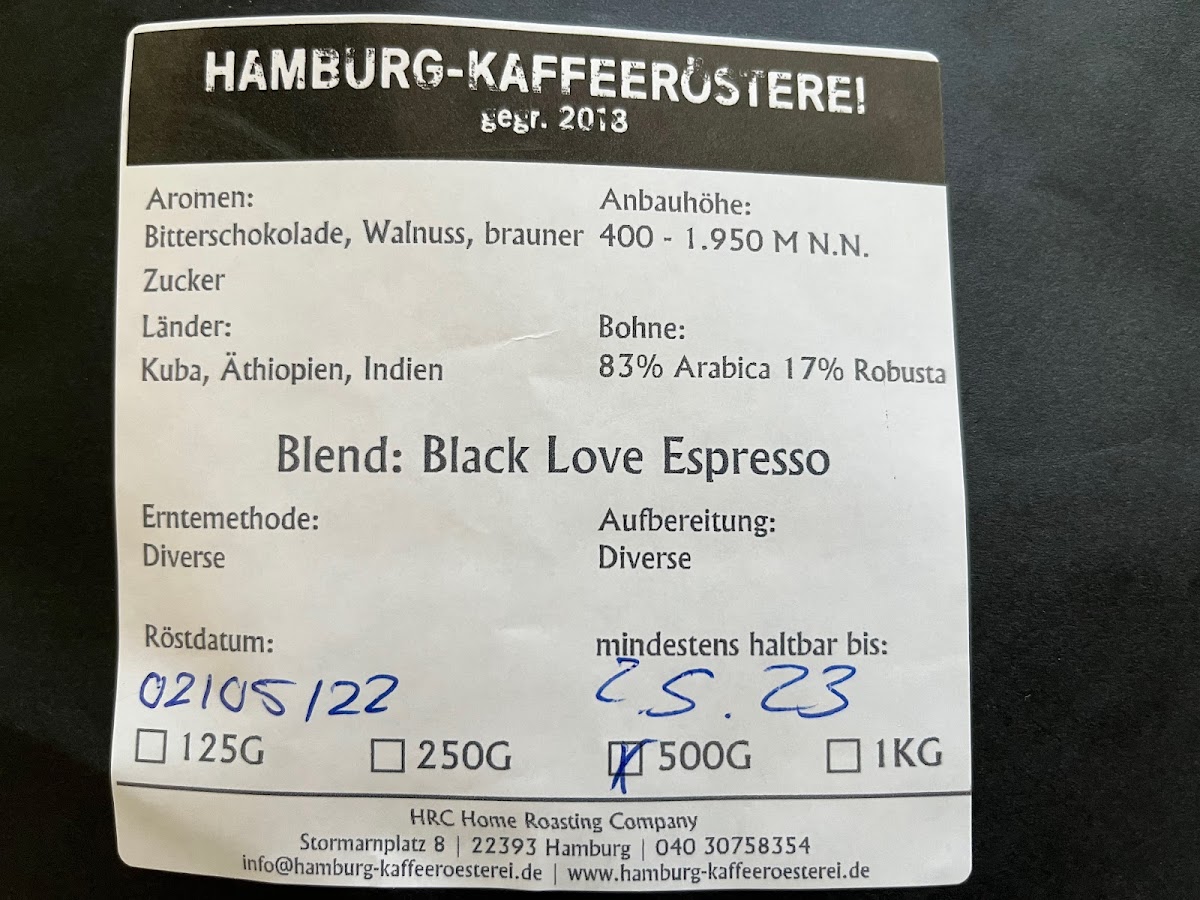 HAMBURG-KAFFEERÖSTEREI
gegr. 2018
Aromen:
Bitterschokolade, Walnuss, brauner
Zucker
Anbauhöhe:
400 - 1.950 M N.N.
Länder:
Kuba, Äthiopien, Indien
Bohne:
83% Arabica 17% Robusta
Blend: Black Love Espresso
Erntemethode:
Diverse
Aufbereitung:
Diverse
Röstdatum:
02/05/22
mindestens haltbar bis:
2.5.23
125G 250G 500G 1KG
HRC Home Roasting Company
Stormarnplatz 8 | 22393 Hamburg | 040 30758354
info@hamburg-kaffeeroesterei.de | www.hamburg-kaffeeroesterei.de